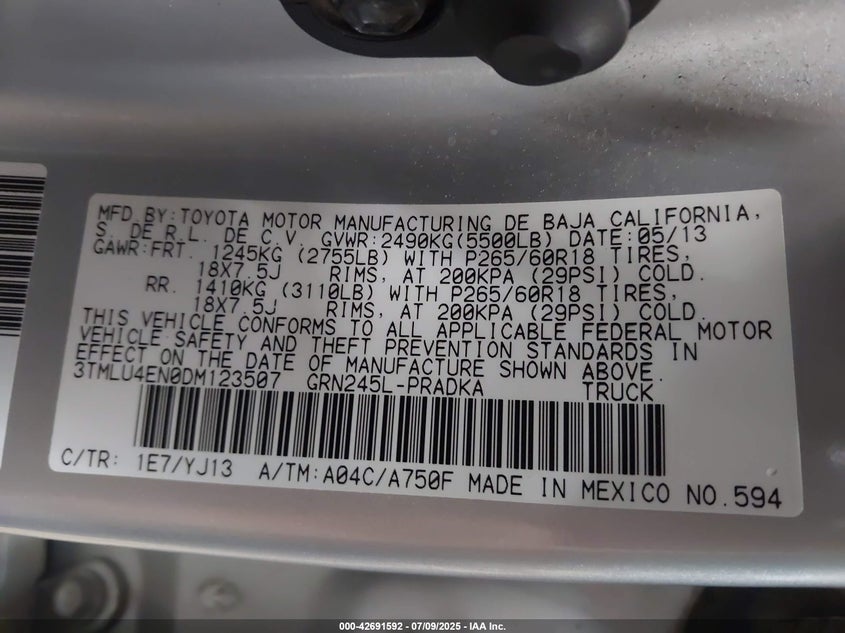 MFD BY:TOYOTA MOTOR MANUFACTURING DE BAJA CALIFORNIA,
S. DE R.L. DE C.V. GVWR:2490KG(5500LB) DATE:05/13
GAWR:FRT. 1245KG (2755LB) WITH P265/60R18 TIRES,
18X7.5J RIMS, AT 200KPA (29PSI) COLD.
RR. 1410KG (3110LB) WITH P265/60R18 TIRES,
18X7.5J RIMS, AT 200KPA (29PSI) COLD.
THIS VEHICLE CONFORMS TO ALL APPLICABLE FEDERAL MOTOR
VEHICLE SAFETY AND THEFT PREVENTION STANDARDS IN
EFFECT ON THE DATE OF MANUFACTURE SHOWN ABOVE.
3TMLU4EN0DM123507 GRN245L-PRADKA TRUCK
C/TR: 1E7/YJ13 A/TM:A04C/A750F MADE IN MEXICO NO.594
000-42691592 - 07/09/2025 - IAA Inc.